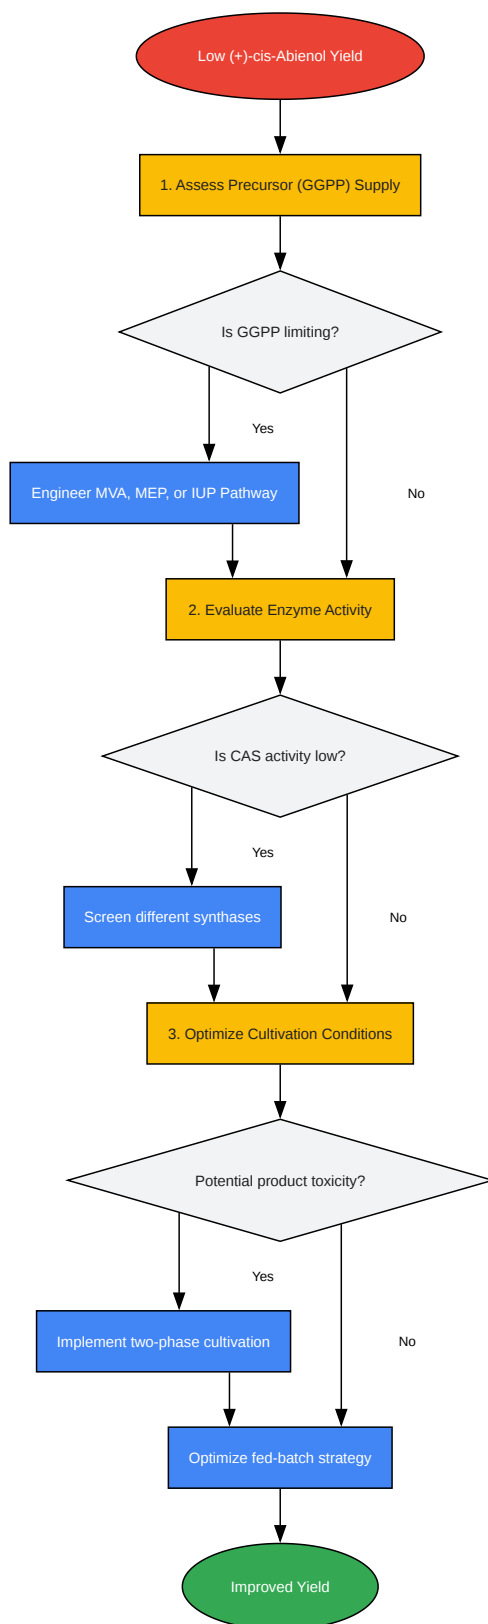 Low (+)-cis-Abienol Yield
1. Assess Precursor (GGPP) Supply
Is GGPP limiting?
Yes
Engineer MVA, MEP, or IUP Pathway
No
2. Evaluate Enzyme Activity
Is CAS activity low?
Yes
Screen different synthases
No
3. Optimize Cultivation Conditions
Potential product toxicity?
Yes
Implement two-phase cultivation
No
Optimize fed-batch strategy
Improved Yield